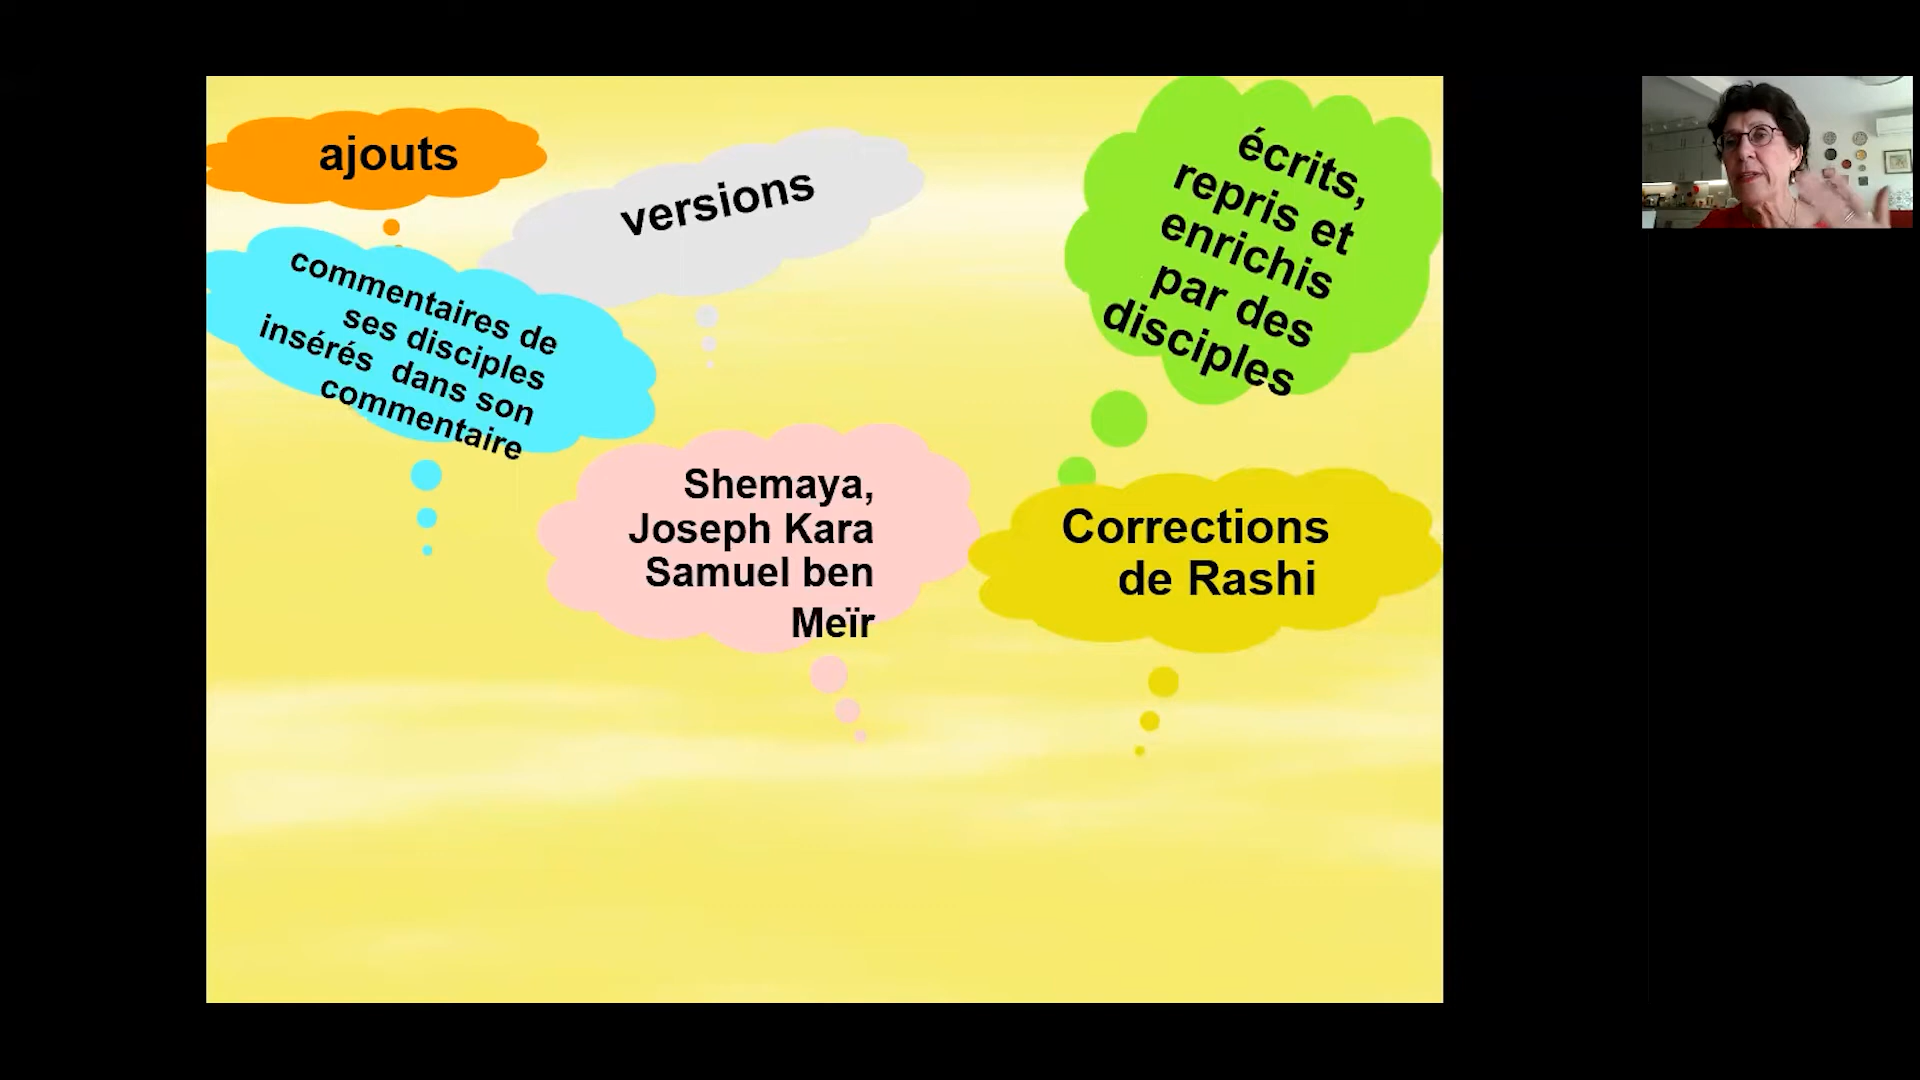 ajouts
versions
écrits,
repris et
enrichis
par des
disciples
commentaires de
ses disciples
insérés dans son
commentaire
Shemaya,
Joseph Kara
Samuel ben
Meïr
Corrections
de Rashi